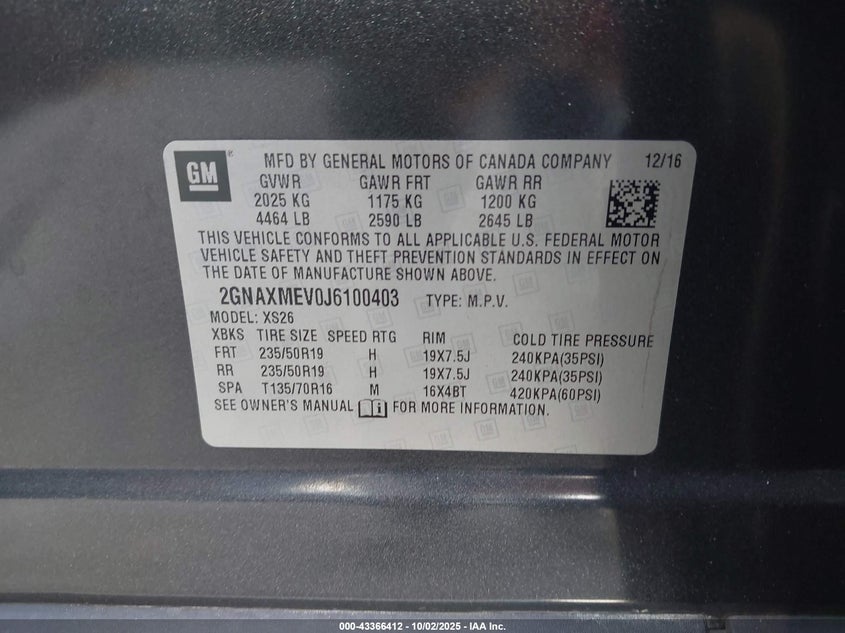 GM ® MFD BY GENERAL MOTORS OF CANADA COMPANY 12/16
GVWR GAWR FRT GAWR RR
2025 KG 1175 KG 1200 KG
4464 LB 2590 LB 2645 LB
THIS VEHICLE CONFORMS TO ALL APPLICABLE U.S. FEDERAL MOTOR
VEHICLE SAFETY AND THEFT PREVENTION STANDARDS IN EFFECT ON
THE DATE OF MANUFACTURE SHOWN ABOVE.
2GNAXMEV0J6100403 TYPE: M.P.V.
MODEL: XS26
XBKS TIRE SIZE SPEED RTG RIM COLD TIRE PRESSURE
FRT 235/50R19 H 19X7.5J 240KPA(35PSI)
RR 235/50R19 H 19X7.5J 240KPA(35PSI)
SPA T135/70R16 M 16X4BT 420KPA(60PSI)
SEE OWNER'S MANUAL i FOR MORE INFORMATION.
000-43366412 - 10/02/2025 - IAA Inc.